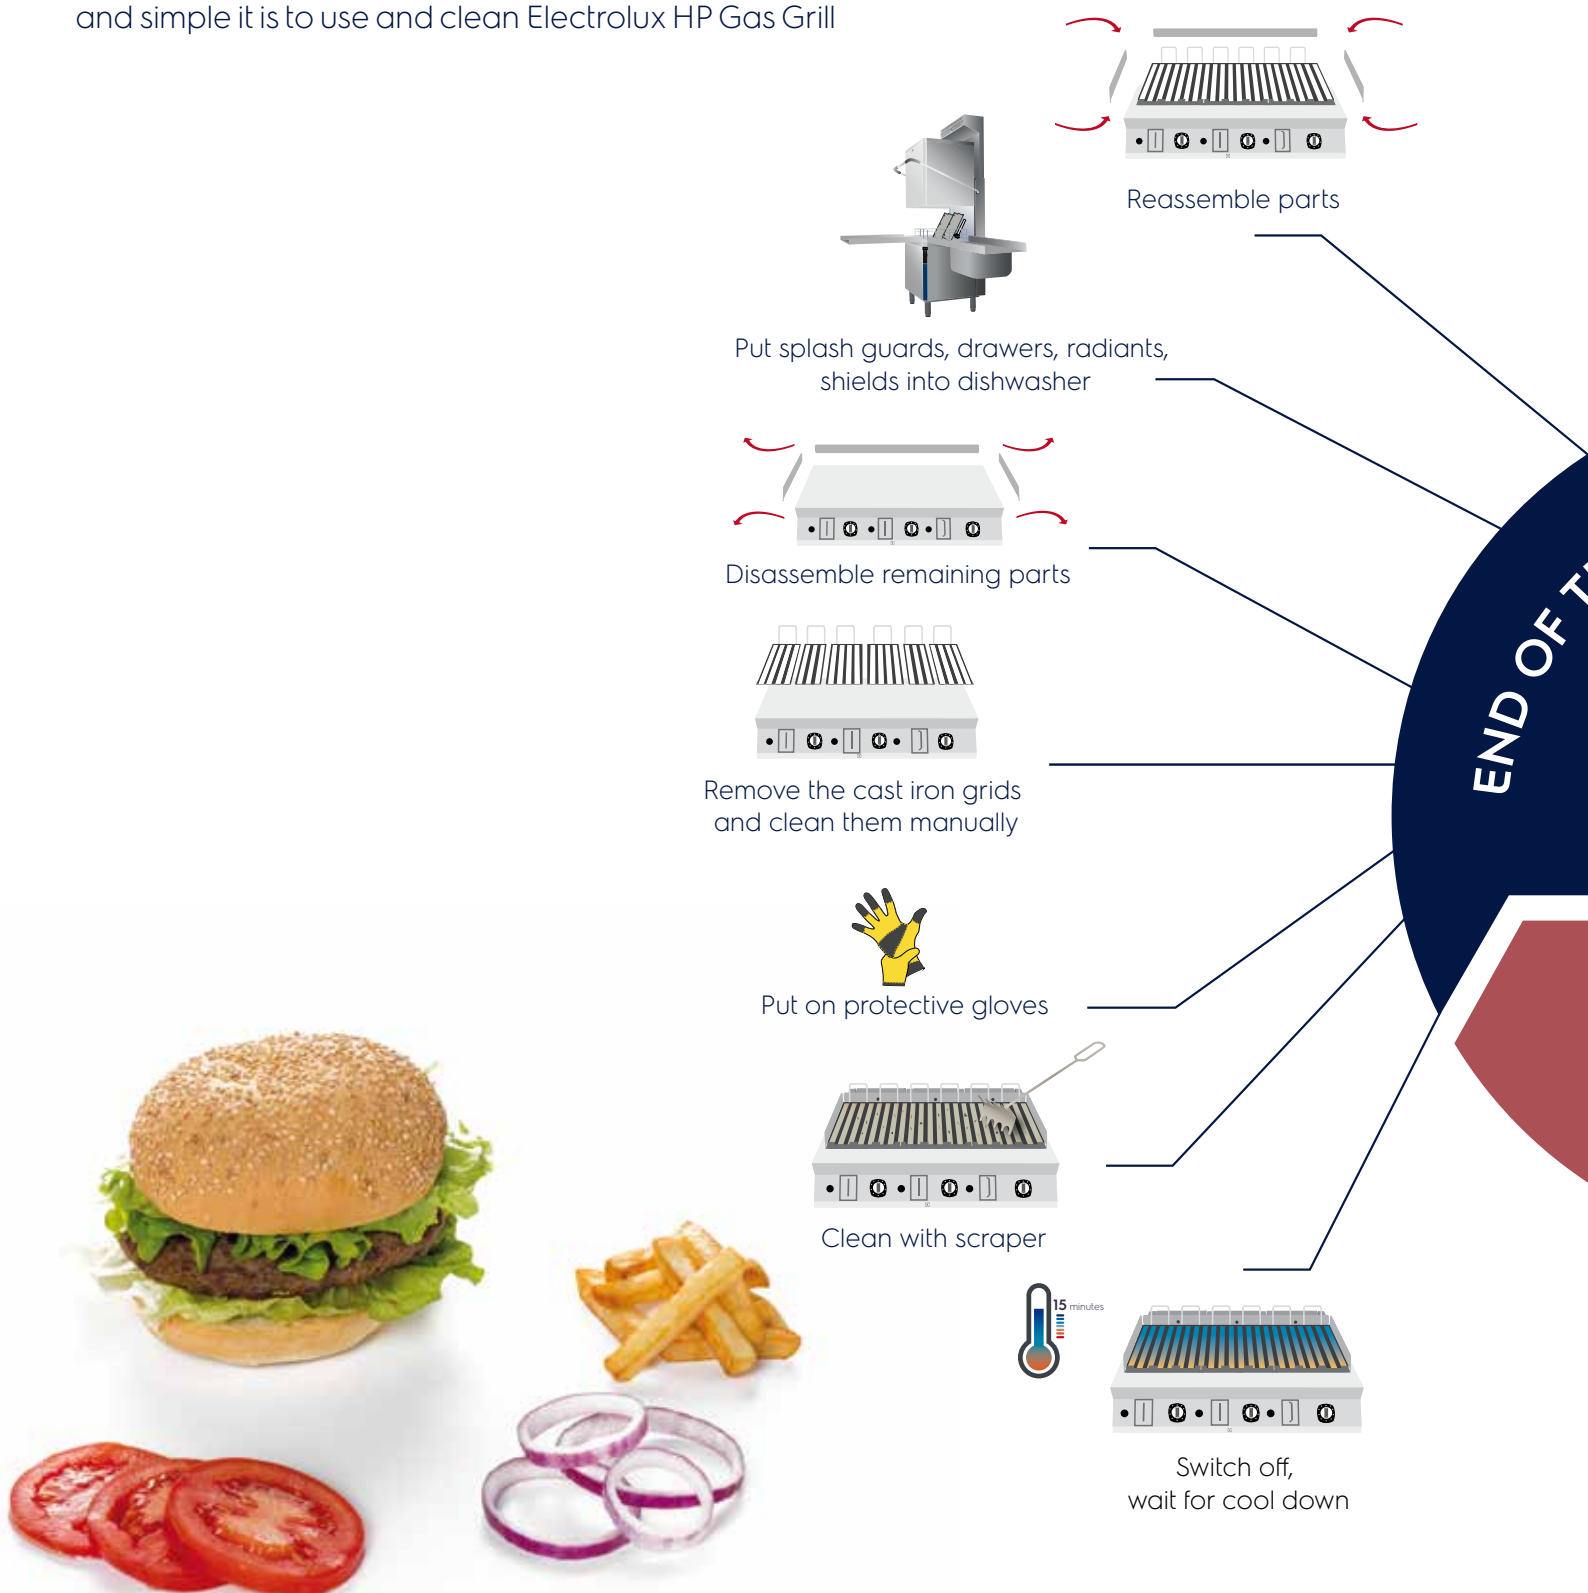 and simple it is to use and clean Electrolux HP Gas Grill
Reassemble parts
Put splash guards, drawers, radiants,
shields into dishwasher
Disassemble remaining parts
Remove the cast iron grids
and clean them manually
Put on protective gloves
Clean with scraper
15 minutes
Switch off,
wait for cool down
END OF